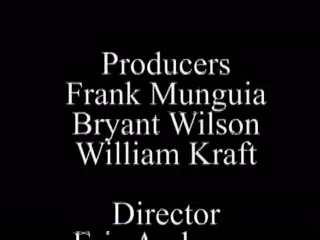 Producers
Frank Munguia
Bryant Wilson
William Kraft
Director